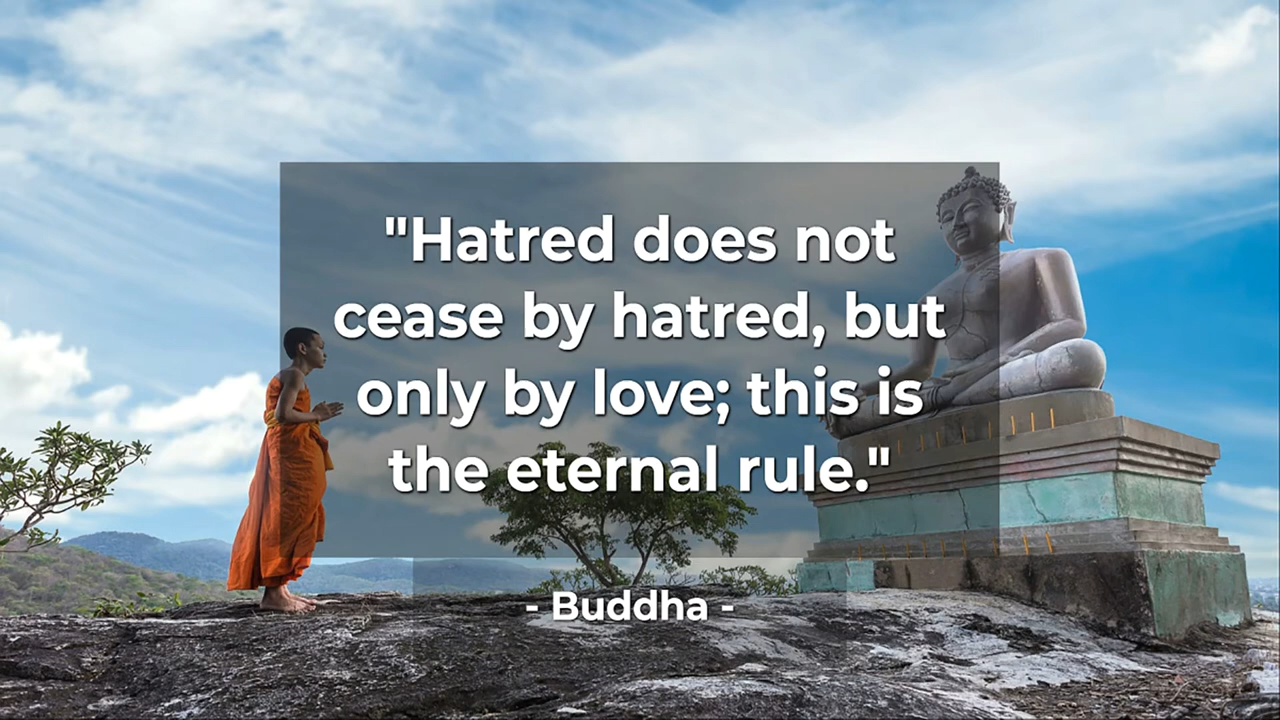 "Hatred does not
cease by hatred, but
only by love; this is
the eternal rule."
- Buddha -